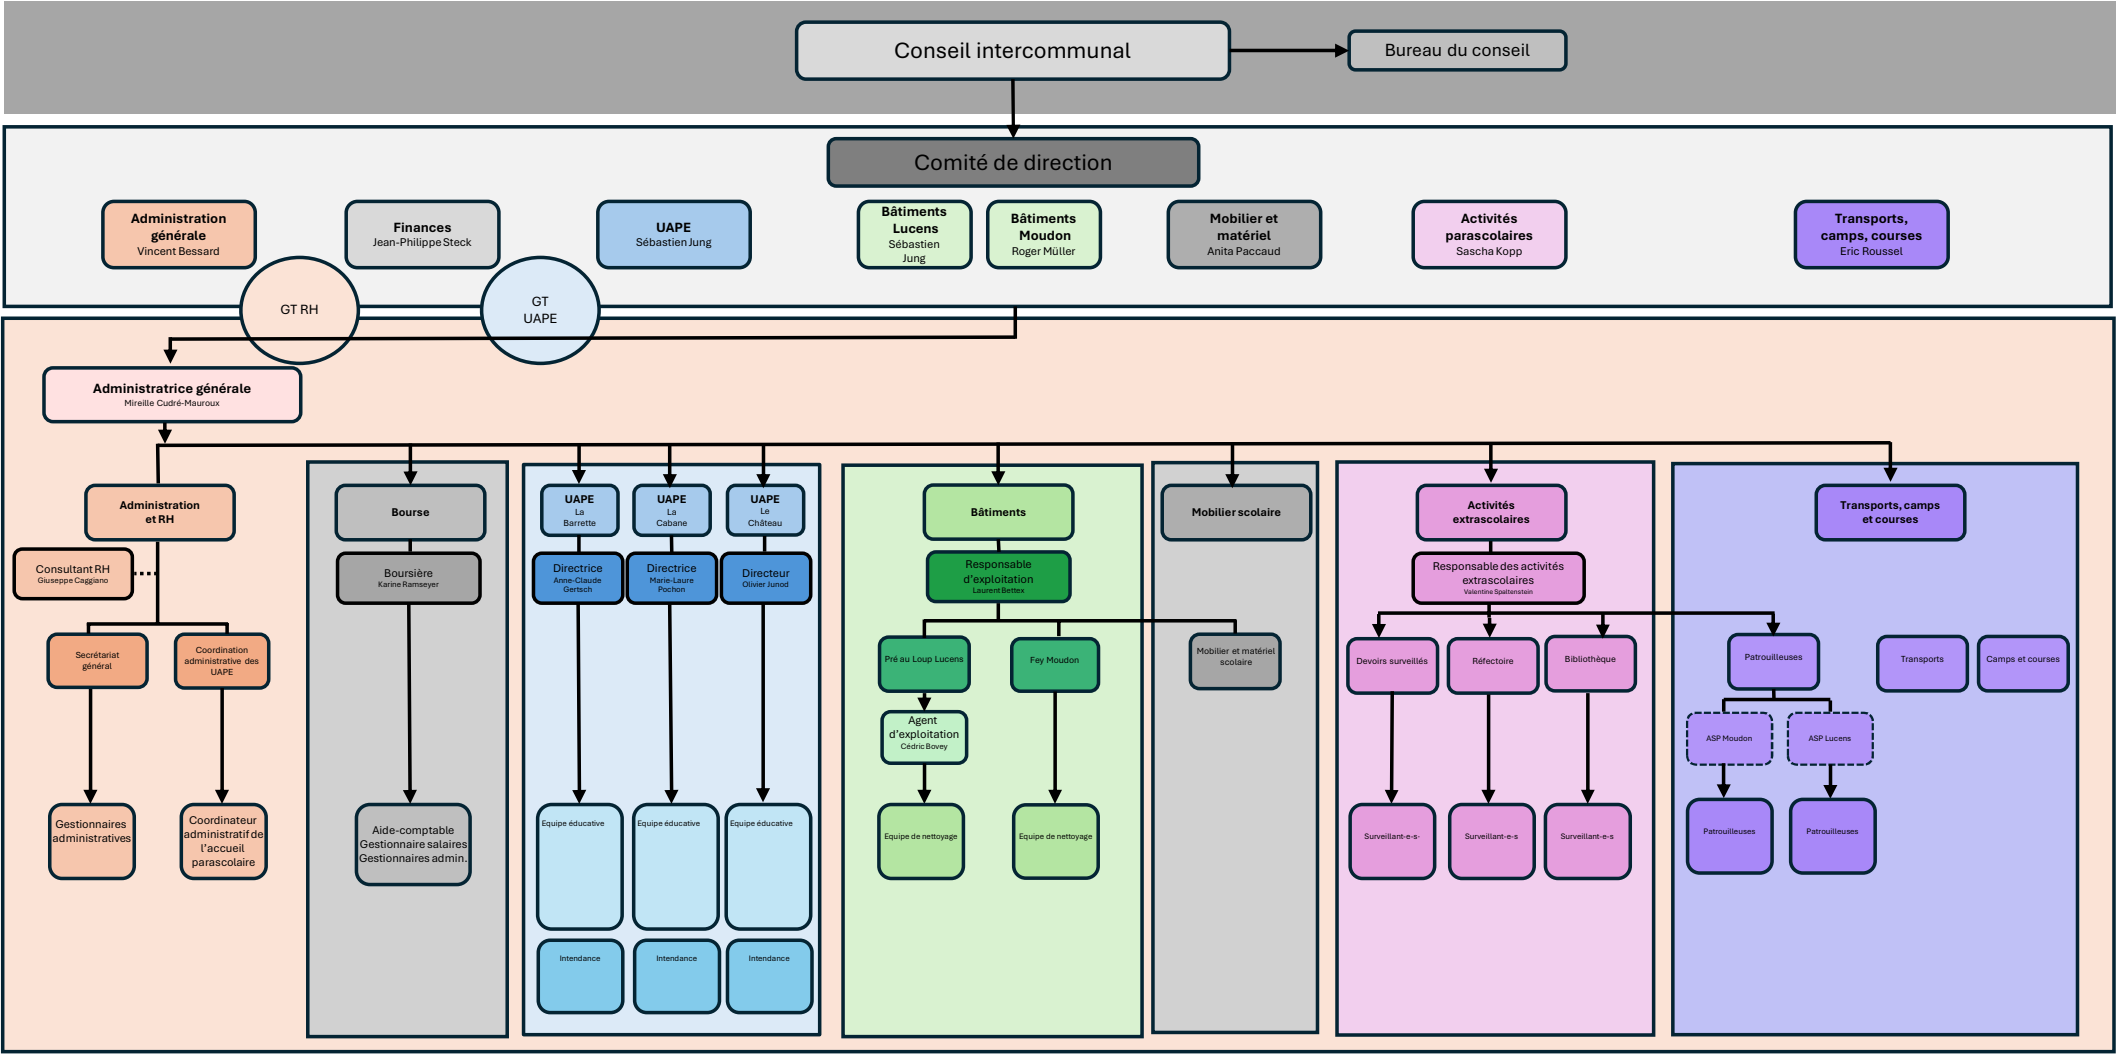 Conseil intercommunal
Bureau du conseil
Comité de direction
Administration
générale
Vincent Bessard
Finances
Jean-Philippe Steck
UAPE
Sébastien Jung
Bâtiments
Lucens
Sébastien
Jung
Bâtiments
Moudon
Roger Müller
Mobilier et
matériel
Anita Paccaud
Activités
parascolaires
Sascha Kopp
Transports,
camps, courses
Eric Roussel
GT RH
GT
UAPE
Administratrice générale
Mireille Cudré-Mauroux
Administration
et RH
Bourse
UAPE
La
Barrette
UAPE
La
Cabane
UAPE
Le
Château
Bâtiments
Mobilier scolaire
Activités
extrascolaires
Transports, camps
et courses
Consultant RH
Giuseppe Caggiano
Boursière
Karine Ramseyer
Directrice
Anne-Claude
Gertsch
Directrice
Marie-Laure
Pochon
Directeur
Olivier Junod
Responsable
d'exploitation
Laurent Bettex
Responsable des activités
extrascolaires
Valentine Spaltenstein
Secrétariat
général
Coordination
administrative des
UAPE
Pré au Loup Lucens
Fey Moudon
Mobilier et matériel
scolaire
Devoirs surveillés
Réfectoire
Bibliothèque
Patrouilleuses
Transports
Camps et courses
Agent
d'exploitation
Cédric Bovey
ASP Moudon
ASP Lucens
Gestionnaires
administratives
Coordinateur
administratif de
l'accueil
parascolaire
Aide-comptable
Gestionnaire salaires
Gestionnaires admin.
Equipe éducative
Equipe éducative
Equipe éducative
Equipe de nettoyage
Equipe de nettoyage
Surveillant-e-s-
Surveillant-e-s
Surveillant-e-s
Patrouilleuses
Patrouilleuses
Intendance
Intendance
Intendance